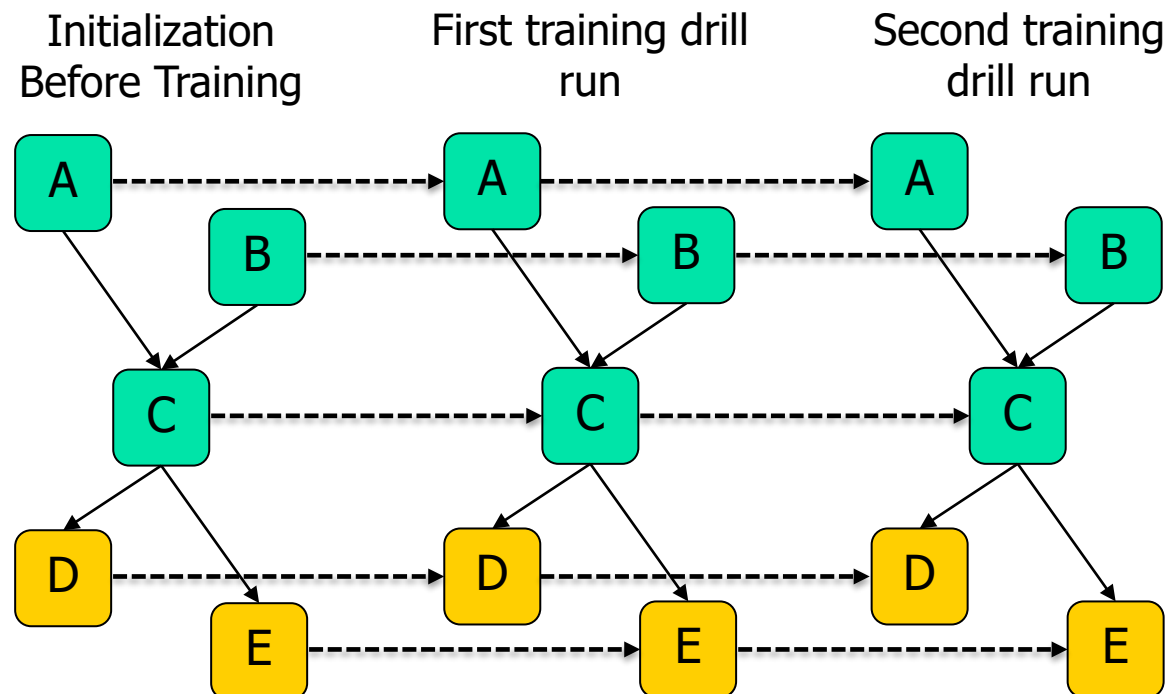 Initialization
Before Training
First training drill
run
Second training
drill run
A
A
A
B
B
B
C
C
C
D
D
D
E
E
E